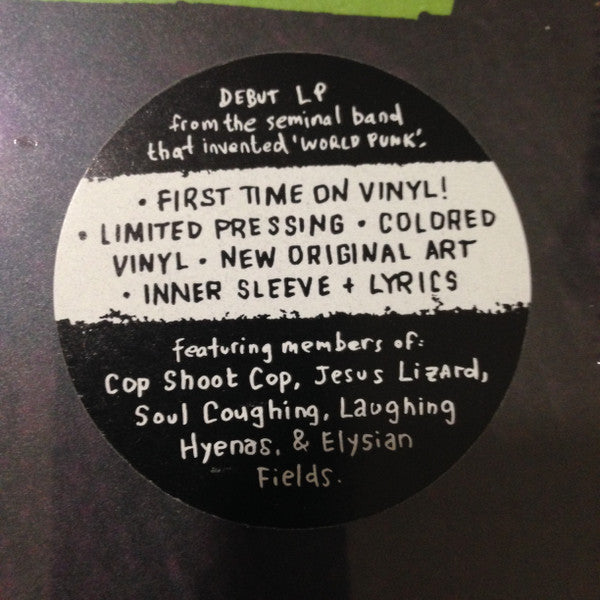 DEBUT LP
from the seminal band
that invented 'WORLD PUNK'.
• FIRST TIME ON VINYL!
• LIMITED PRESSING • COLORED
VINYL • NEW ORIGINAL ART
• INNER SLEEVE + LYRICS
featuring members of:
Cop Shoot Cop, Jesus Lizard,
Soul Coughing, Laughing
Hyenas, & Elysian
Fields.